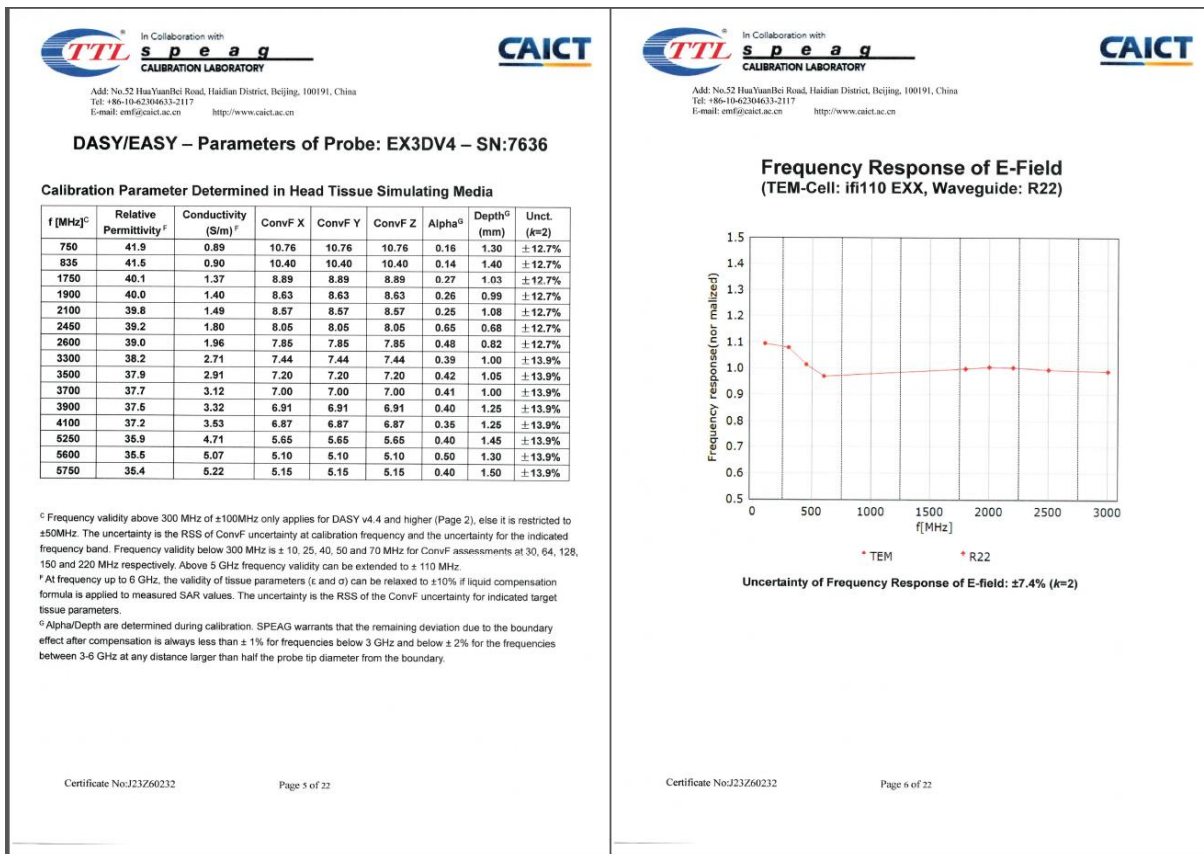 TTL
®
In Collaboration with
s p e a g
CALIBRATION LABORATORY
CAICT
Add: No.52 HuaYuanBei Road, Haidian District, Beijing, 100191, China
Tel: +86-10-62304633-2117
E-mail: emf@caict.ac.cn http://www.caict.ac.cn
DASY/EASY – Parameters of Probe: EX3DV4 – SN:7636
Calibration Parameter Determined in Head Tissue Simulating Media
f [MHz]C Relative Permittivity F Conductivity (S/m) F ConvF X ConvF Y ConvF Z AlphaG DepthG (mm) Unct. (k=2)
750 41.9 0.89 10.76 10.76 10.76 0.16 1.30 ±12.7%
835 41.5 0.90 10.40 10.40 10.40 0.14 1.40 ±12.7%
1750 40.1 1.37 8.89 8.89 8.89 0.27 1.03 ±12.7%
1900 40.0 1.40 8.63 8.63 8.63 0.26 0.99 ±12.7%
2100 39.8 1.49 8.57 8.57 8.57 0.25 1.08 ±12.7%
2450 39.2 1.80 8.05 8.05 8.05 0.65 0.68 ±12.7%
2600 39.0 1.96 7.85 7.85 7.85 0.48 0.82 ±12.7%
3300 38.2 2.71 7.44 7.44 7.44 0.39 1.00 ±13.9%
3500 37.9 2.91 7.20 7.20 7.20 0.42 1.05 ±13.9%
3700 37.7 3.12 7.00 7.00 7.00 0.41 1.00 ±13.9%
3900 37.5 3.32 6.91 6.91 6.91 0.40 1.25 ±13.9%
4100 37.2 3.53 6.87 6.87 6.87 0.35 1.25 ±13.9%
5250 35.9 4.71 5.65 5.65 5.65 0.40 1.45 ±13.9%
5600 35.5 5.07 5.10 5.10 5.10 0.50 1.30 ±13.9%
5750 35.4 5.22 5.15 5.15 5.15 0.40 1.50 ±13.9%
C Frequency validity above 300 MHz of ±100MHz only applies for DASY v4.4 and higher (Page 2), else it is restricted to
±50MHz. The uncertainty is the RSS of ConvF uncertainty at calibration frequency and the uncertainty for the indicated
frequency band. Frequency validity below 300 MHz is ± 10, 25, 40, 50 and 70 MHz for ConvF assessments at 30, 64, 128,
150 and 220 MHz respectively. Above 5 GHz frequency validity can be extended to ± 110 MHz.
F At frequency up to 6 GHz, the validity of tissue parameters (ε and σ) can be relaxed to ±10% if liquid compensation
formula is applied to measured SAR values. The uncertainty is the RSS of the ConvF uncertainty for indicated target
tissue parameters.
G Alpha/Depth are determined during calibration. SPEAG warrants that the remaining deviation due to the boundary
effect after compensation is always less than ± 1% for frequencies below 3 GHz and below ± 2% for the frequencies
between 3-6 GHz at any distance larger than half the probe tip diameter from the boundary.
Certificate No:J23Z60232 Page 5 of 22
TTL
®
In Collaboration with
s p e a g
CALIBRATION LABORATORY
CAICT
Add: No.52 HuaYuanBei Road, Haidian District, Beijing, 100191, China
Tel: +86-10-62304633-2117
E-mail: emf@caict.ac.cn http://www.caict.ac.cn
Frequency Response of E-Field
(TEM-Cell: ifi110 EXX, Waveguide: R22)
Frequency response(nor malized)
1.5
1.4
1.3
1.2
1.1
1.0
0.9
0.8
0.7
0.6
0.5
0 500 1000 1500 2000 2500 3000
f[MHz]
TEM R22
Uncertainty of Frequency Response of E-field: ±7.4% (k=2)
Certificate No:J23Z60232 Page 6 of 22